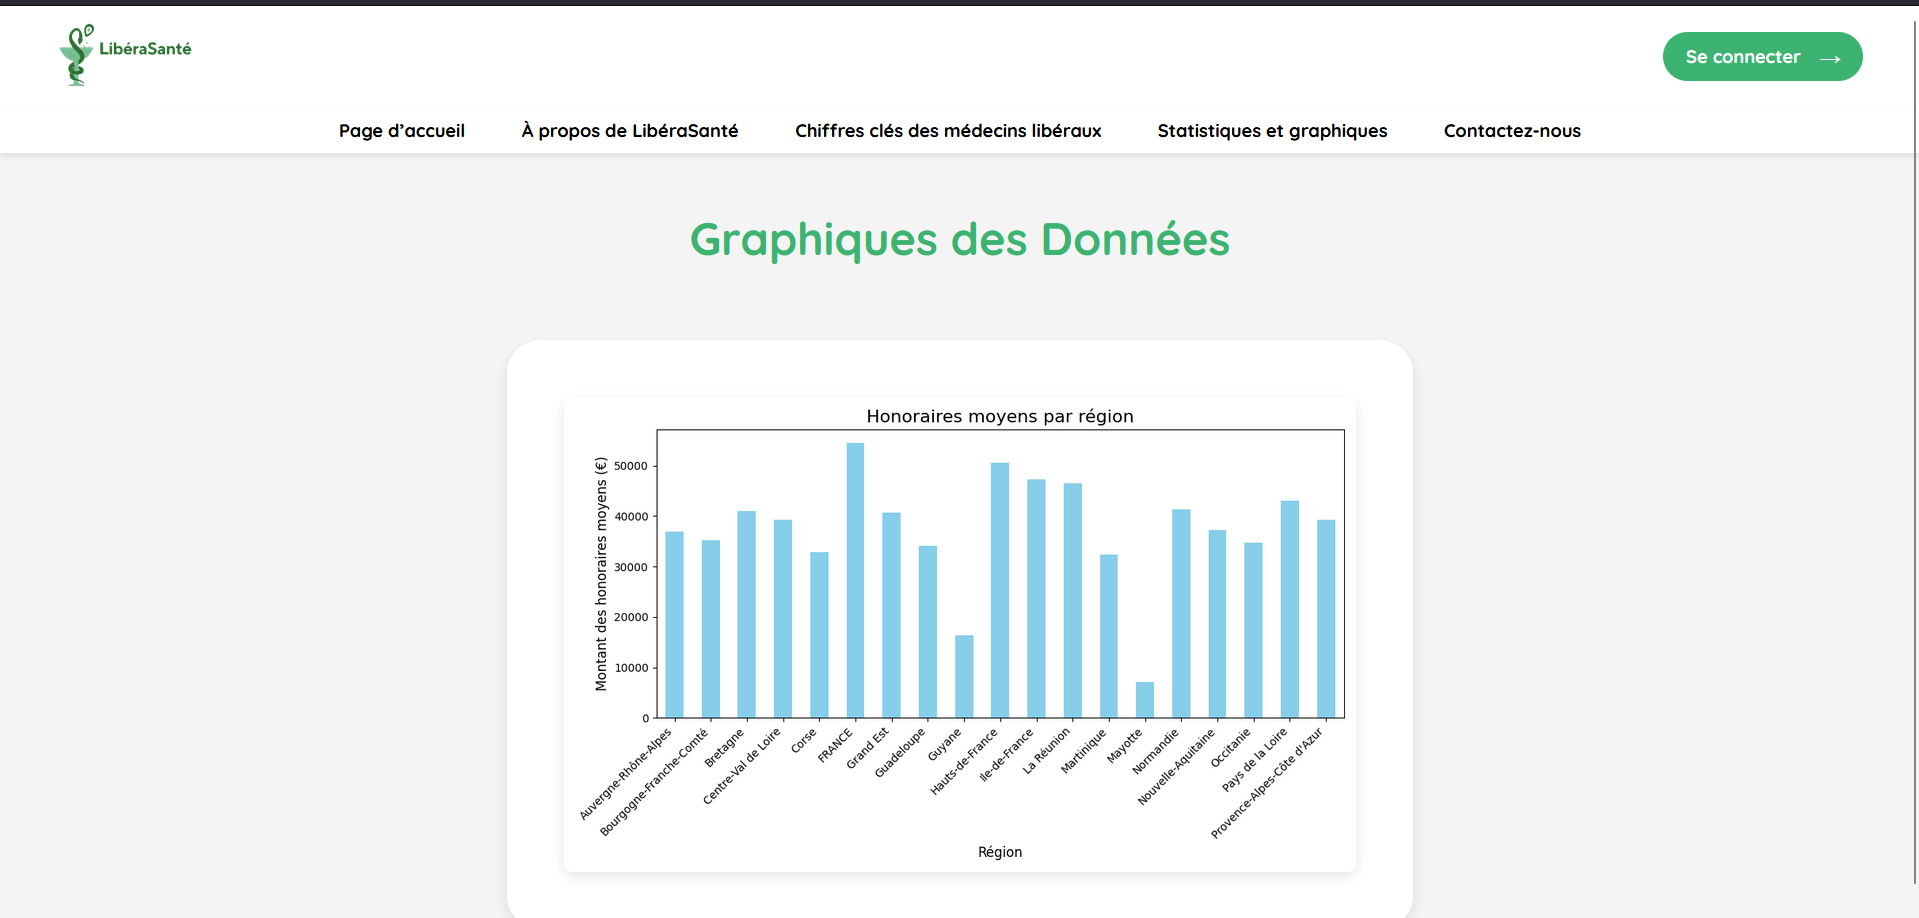 LibéraSanté
Se connecter →
Page d’accueil
À propos de LibéraSanté
Chiffres clés des médecins libéraux
Statistiques et graphiques
Contactez-nous
Graphiques des Données
Honoraires moyens par région
Montant des honoraires moyens (€)
50000
40000
30000
20000
10000
0
Auvergne-Rhône-Alpes
Bourgogne-Franche-Comté
Bretagne
Centre-Val de Loire
Corse
FRANCE
Grand Est
Guadeloupe
Guyane
Hauts-de-France
Ile-de-France
La Réunion
Martinique
Mayotte
Normandie
Nouvelle-Aquitaine
Occitanie
Pays de la Loire
Provence-Alpes-Côte d'Azur
Région